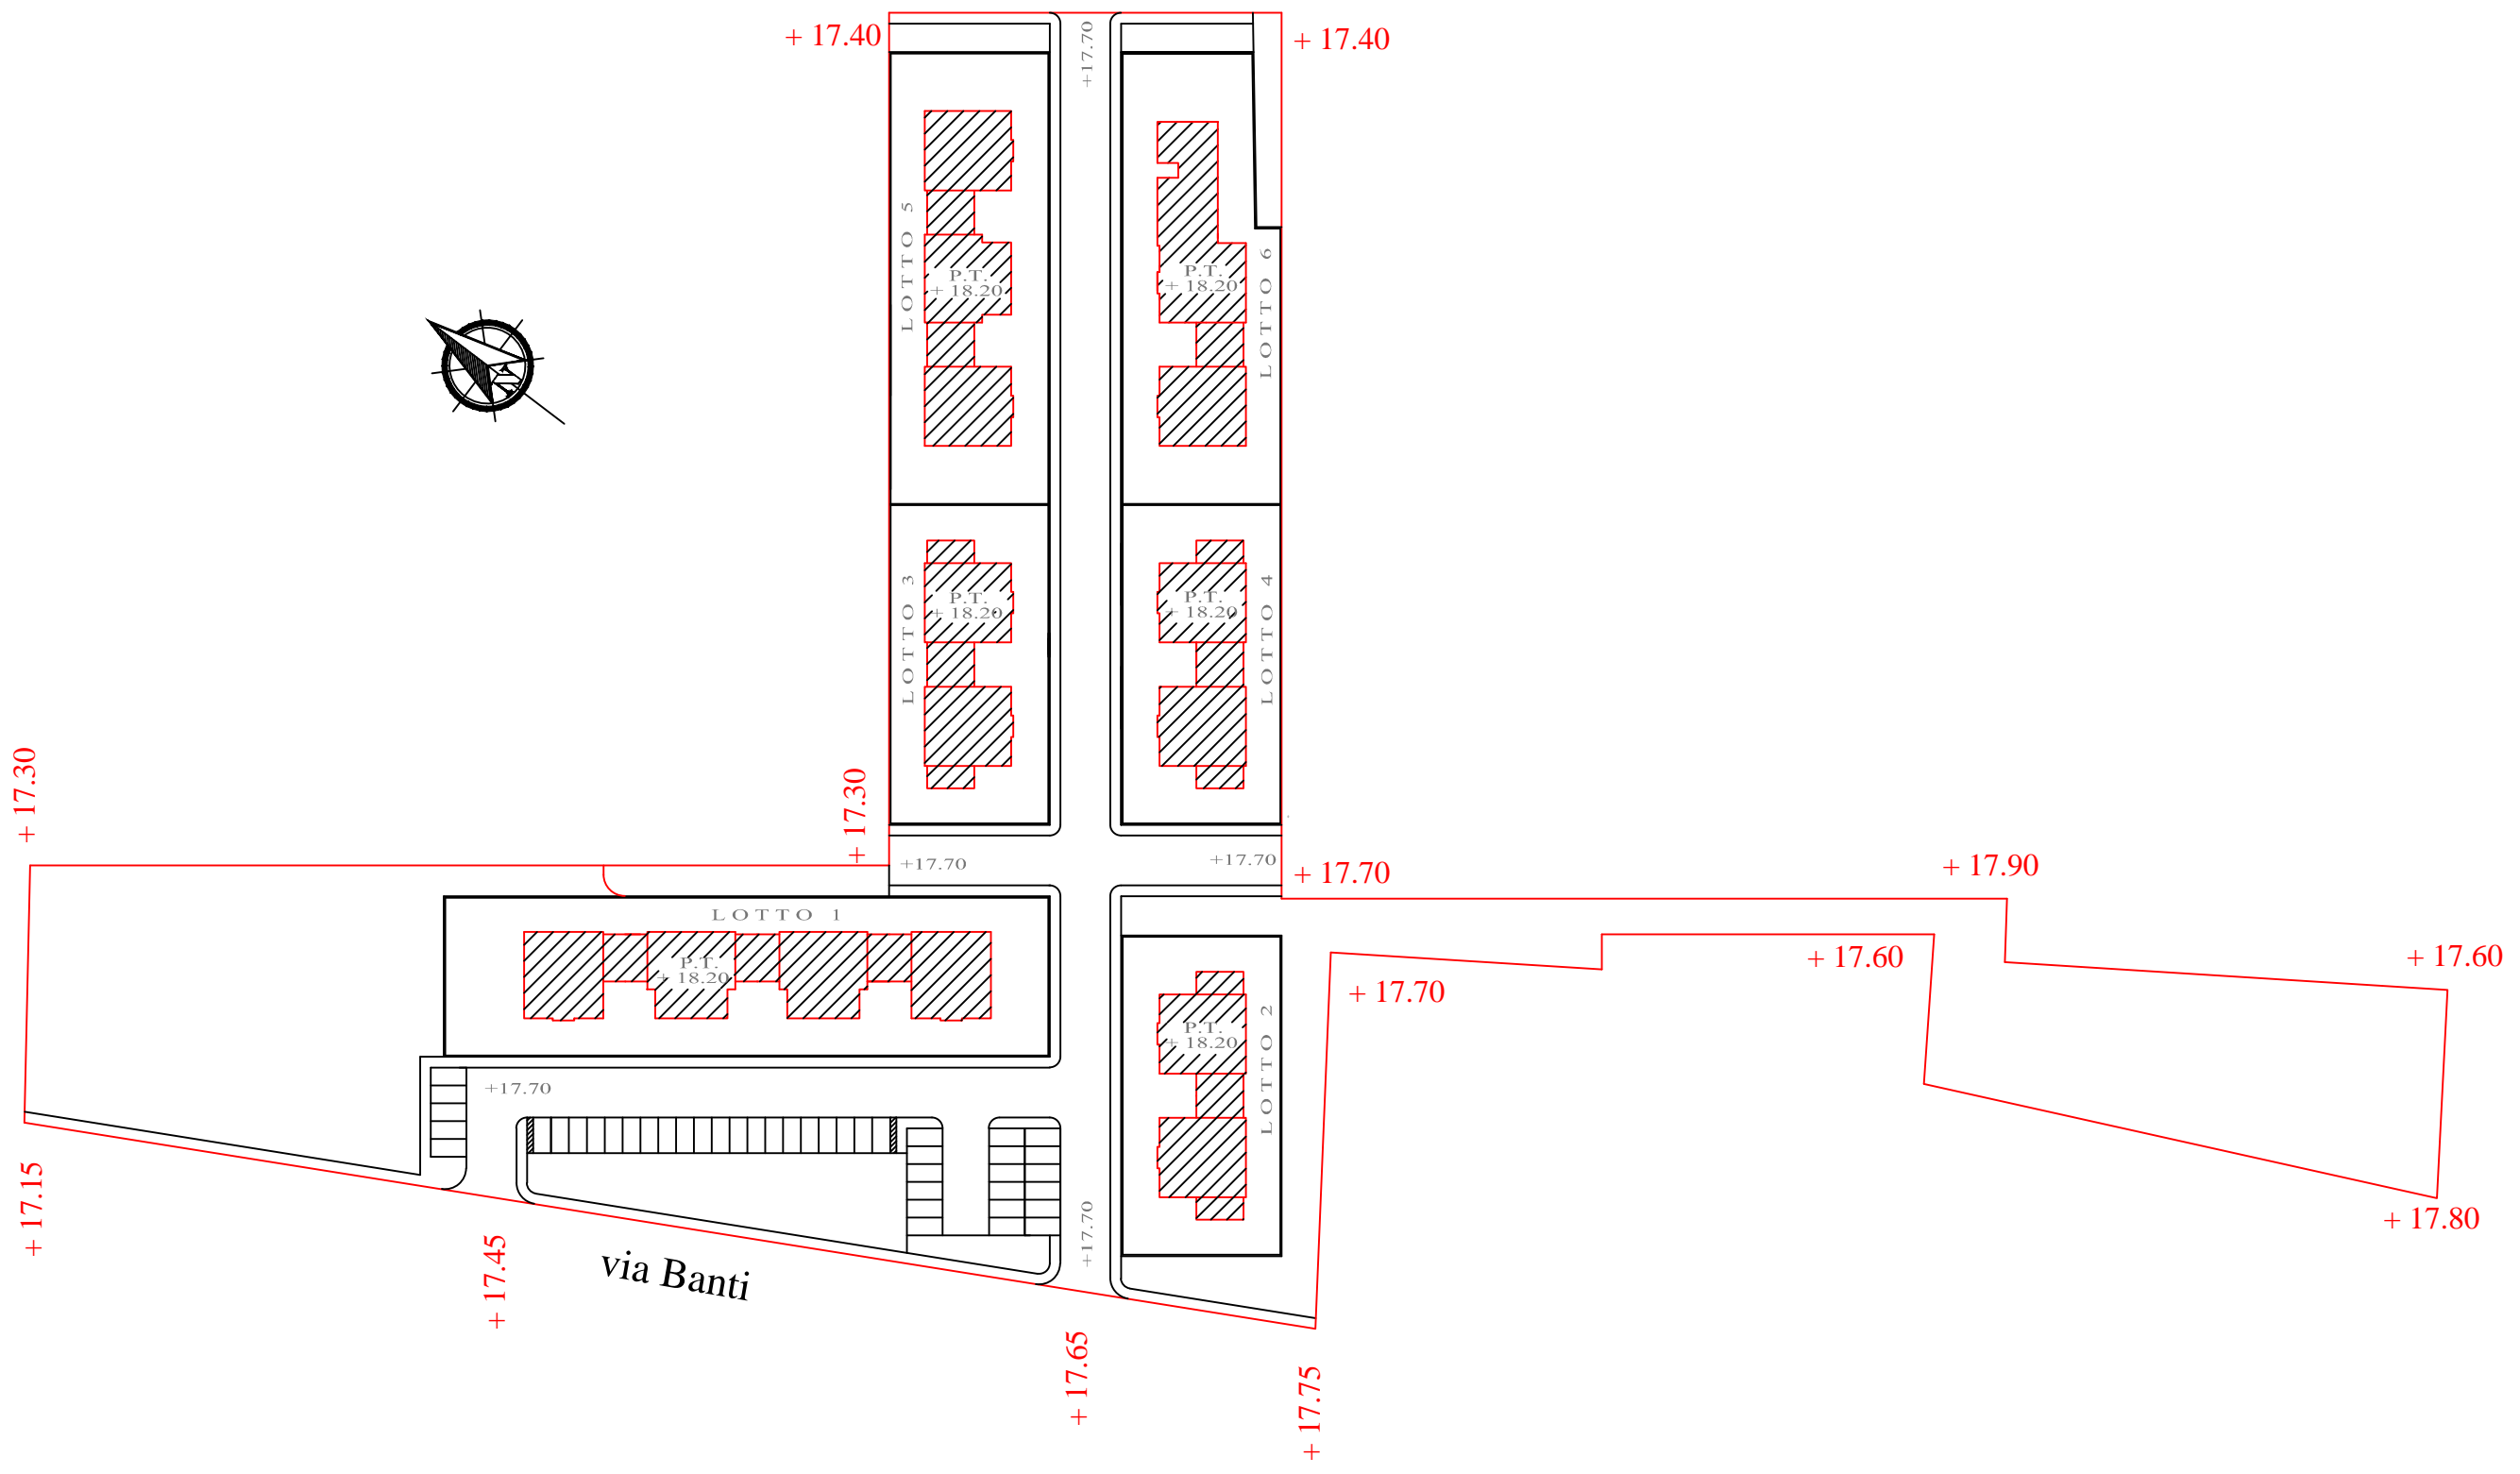 + 17.40
+17.70
+ 17.40
LOTTO 5
P.T.
+ 18.20
P.T.
+ 18.20
LOTTO 6
LOTTO 3
P.T.
+ 18.20
P.T.
+ 18.20
LOTTO 4
+ 17.30
+ 17.30
+17.70
+17.70
+ 17.70
+ 17.90
LOTTO 1
P.T.
+ 18.20
+ 17.60
+ 17.60
+ 17.70
P.T.
+ 18.20
LOTTO 2
+17.70
+ 17.15
+ 17.45
via Banti
+17.70
+ 17.80
+ 17.65
+ 17.75